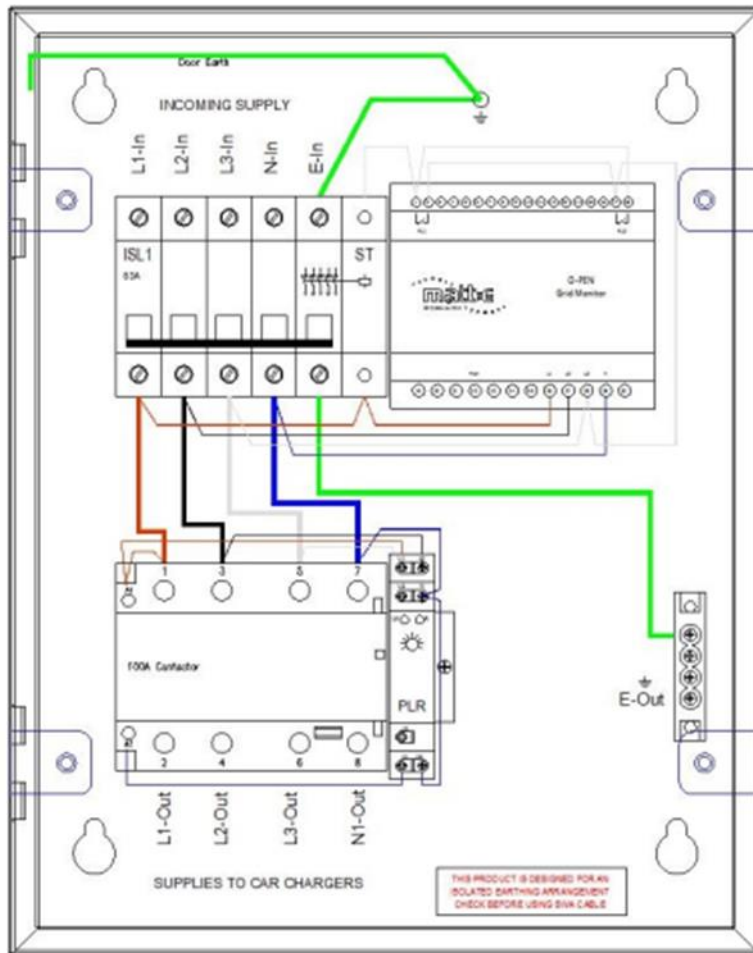 Door Earth
INCOMING SUPPLY
L1-In
L2-In
L3-In
N-In
E-In
ISL1
ST
matt:e
O-PEN
Grid Monitor
1
3
5
7
100A Contactor
PLR
E-Out
2
4
6
8
L1-Out
L2-Out
L3-Out
N1-Out
SUPPLIES TO CAR CHARGERS
THIS PRODUCT IS DESIGNED FOR AN
ISOLATED EARTHING ARRANGEMENT
CHECK BEFORE USING SWA CABLE